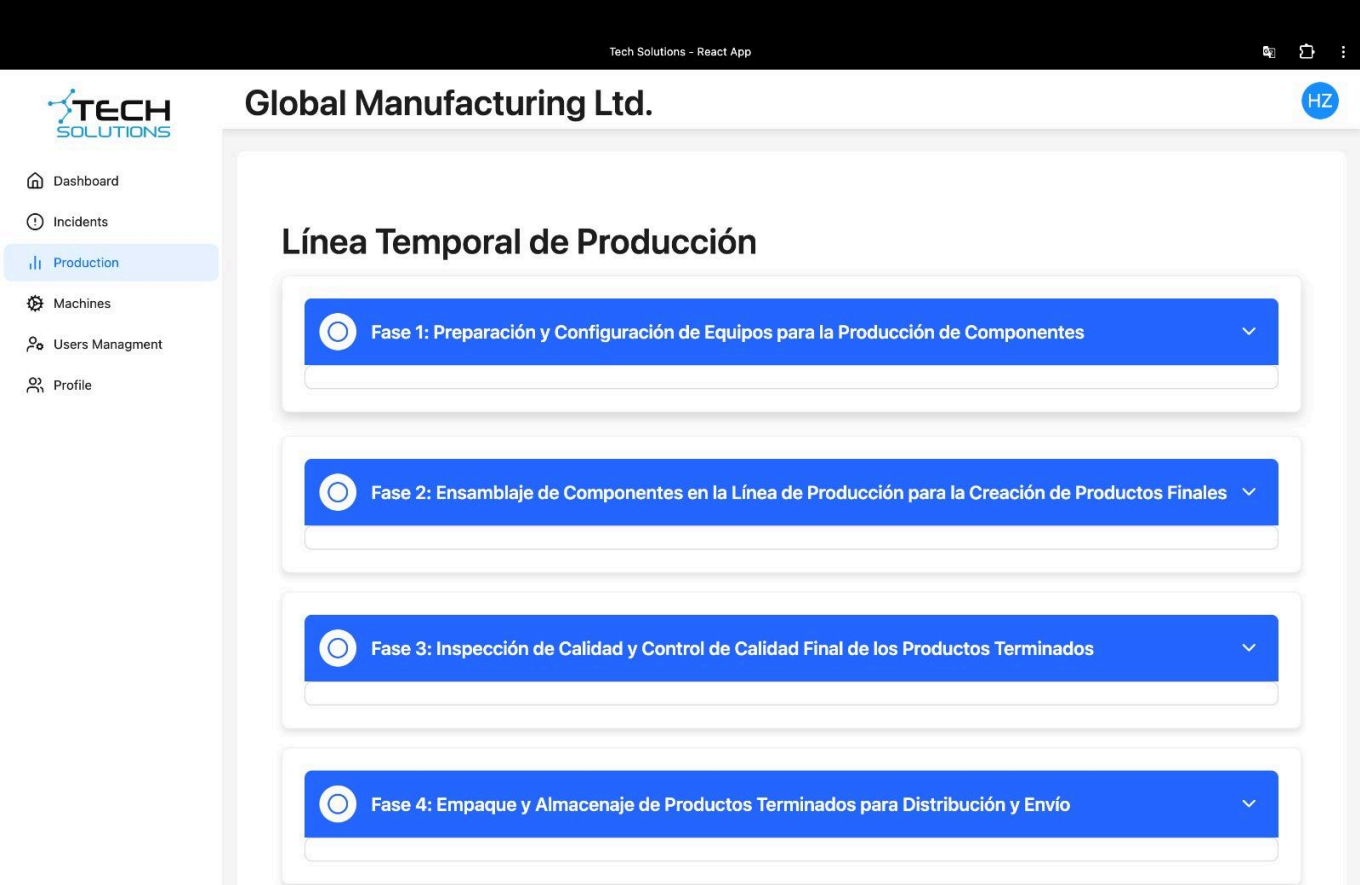 Tech Solutions - React App
TECH
SOLUTIONS
Global Manufacturing Ltd.
HZ
Dashboard
Incidents
Production
Machines
Users Managment
Profile
Línea Temporal de Producción
Fase 1: Preparación y Configuración de Equipos para la Producción de Componentes
Fase 2: Ensamblaje de Componentes en la Línea de Producción para la Creación de Productos Finales
Fase 3: Inspección de Calidad y Control de Calidad Final de los Productos Terminados
Fase 4: Empaque y Almacenaje de Productos Terminados para Distribución y Envío